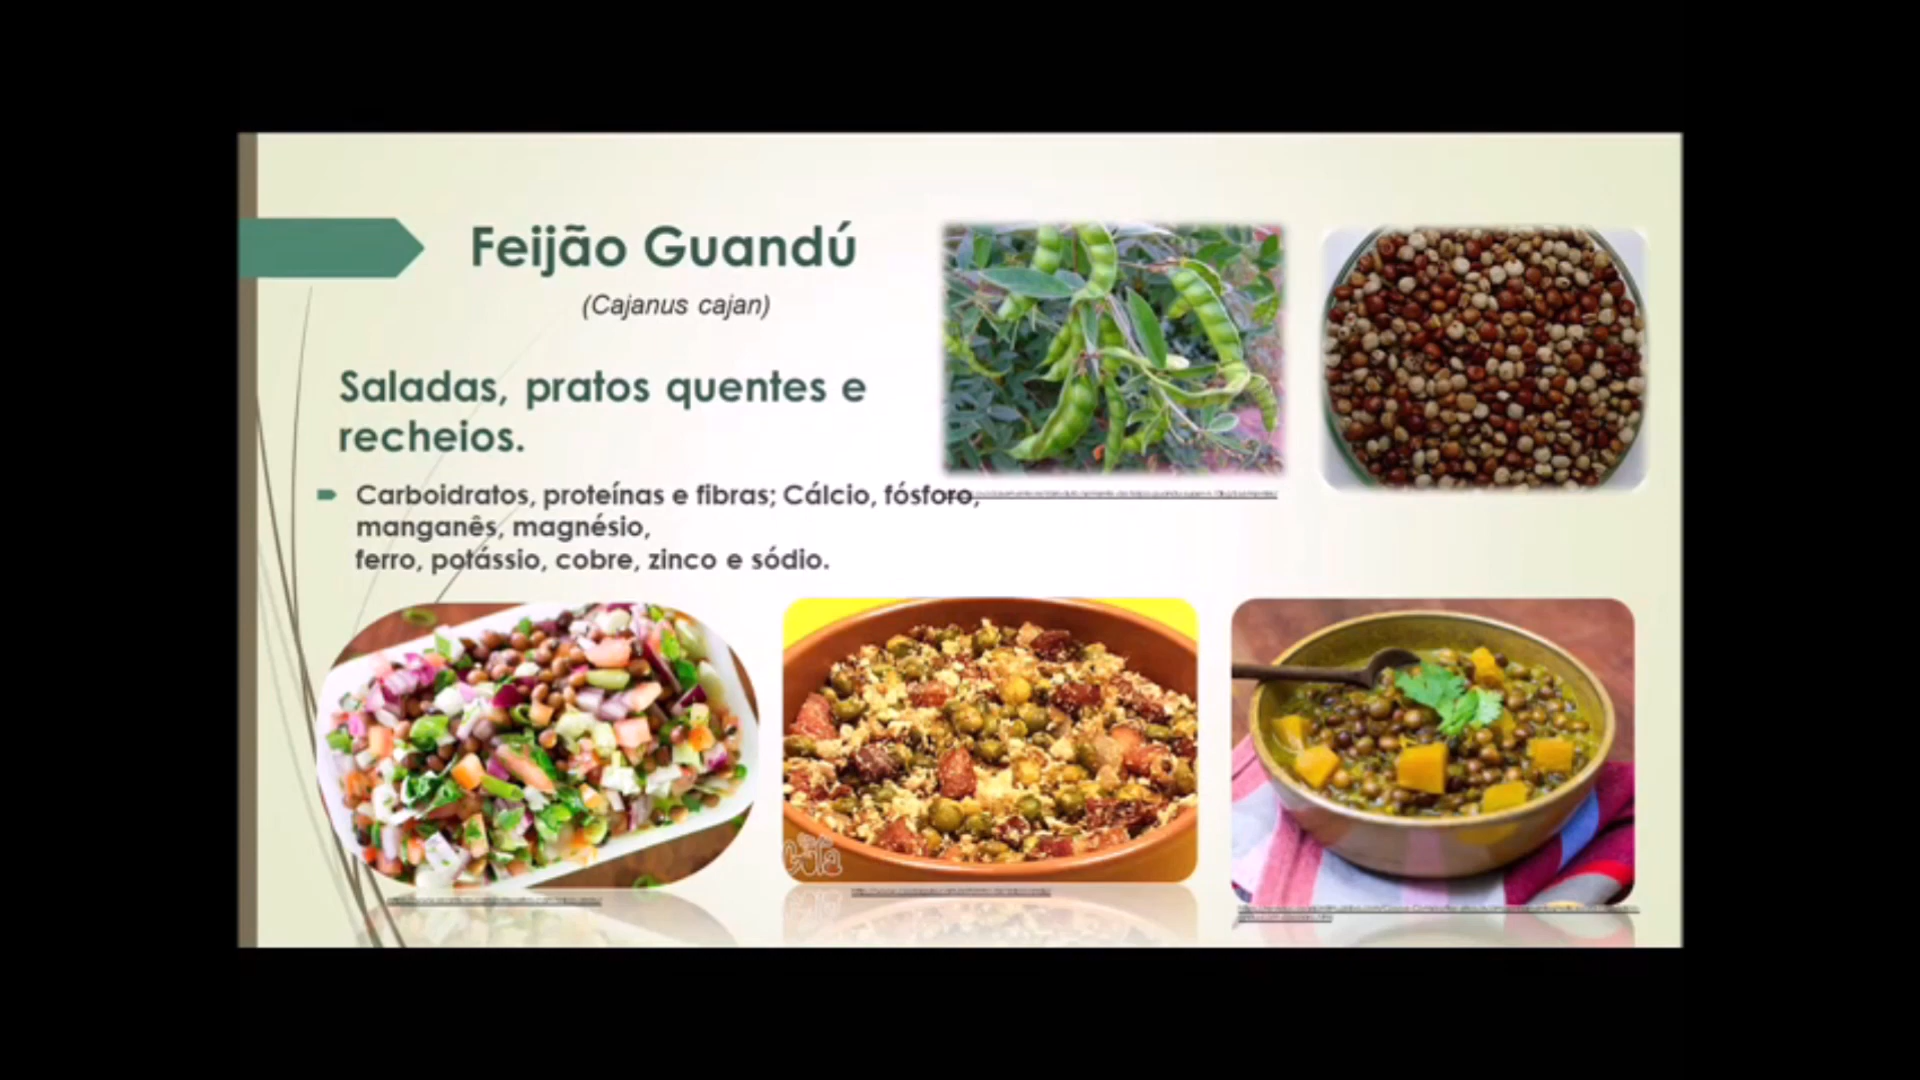 Feijão Guandú
(Cajanus cajan)
Saladas, pratos quentes e
recheios.
Carboidratos, proteínas e fibras; Cálcio, fósforo,
manganês, magnésio,
ferro, potássio, cobre, zinco e sódio.